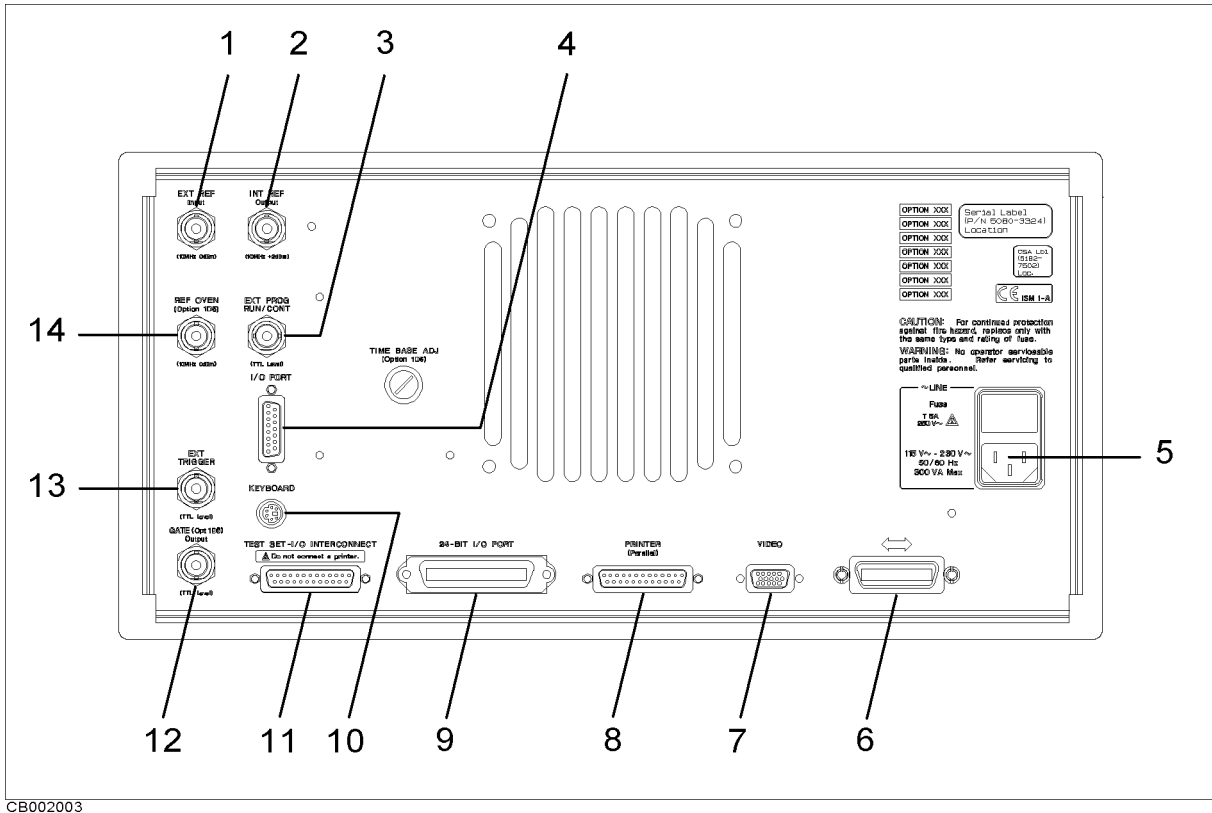 1 2 3 4
EXT REF
Input
(10MHz 0dBm)
INT REF
Output
(10MHz +2dBm)
OPTION XXX
OPTION XXX
OPTION XXX
OPTION XXX
OPTION XXX
OPTION XXX
OPTION XXX
Serial Label
(P/N 5080-3324)
Location
CSA LBI
(5182-
7502)
Loc.
CE ISM 1-A
14
REF OVEN
(Option 1D5)
(10MHz 0dBm)
EXT PROG
RUN/CONT
(TTL Level)
TIME BASE ADJ
(Option 1D5)
CAUTION: For continued protection
against fire hazard, replace only with
the same type and rating of fuse.
WARNING: No operator serviceable
parts inside. Refer servicing to
qualified personnel.
I/O PORT
~LINE
Fuse
T 5A
250 V~
115 V~ - 230 V~
50/60 Hz
300 VA Max
5
13
EXT
TRIGGER
(TTL Level)
KEYBOARD
GATE (Opt 1D6)
Output
(TTL Level)
TEST SET-I/O INTERCONNECT
Do not connect a printer.
24-BIT I/O PORT
PRINTER
(Parallel)
VIDEO
12 11 10 9 8 7 6
CB002003